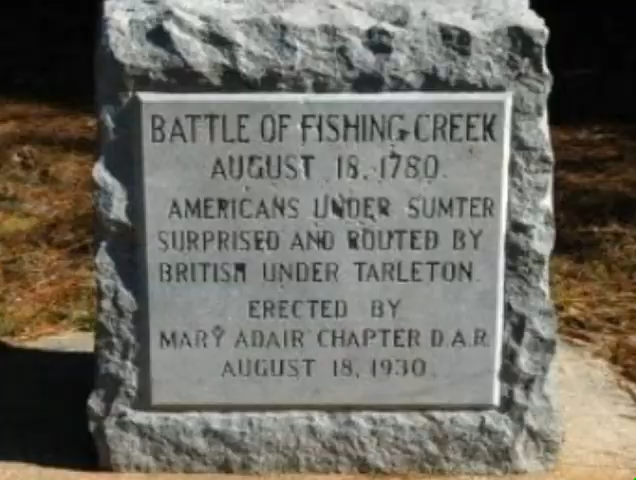 BATTLE OF FISHING CREEK
AUGUST 18, 1780.
AMERICANS UNDER SUMTER
SURPRISED AND ROUTED BY
BRITISH UNDER TARLETON.
ERECTED BY
MARY ADAIR CHAPTER D.A.R.
AUGUST 18, 1930.